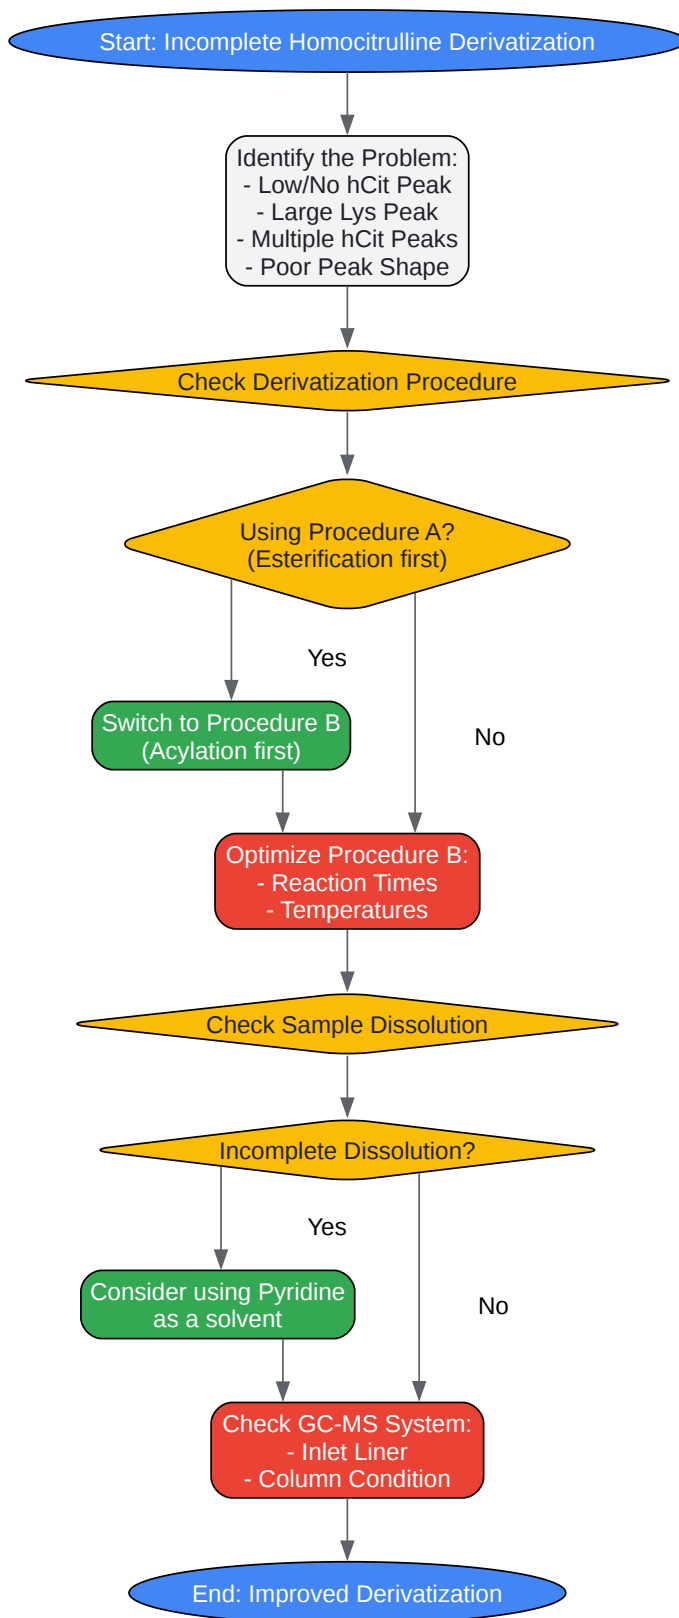 Start: Incomplete Homocitrulline Derivatization
Identify the Problem:
- Low/No hCit Peak
- Large Lys Peak
- Multiple hCit Peaks
- Poor Peak Shape
Check Derivatization Procedure
Using Procedure A?
(Esterification first)
Yes
Switch to Procedure B
(Acylation first)
No
Optimize Procedure B:
- Reaction Times
- Temperatures
Check Sample Dissolution
Incomplete Dissolution?
Yes
Consider using Pyridine
as a solvent
No
Check GC-MS System:
- Inlet Liner
- Column Condition
End: Improved Derivatization